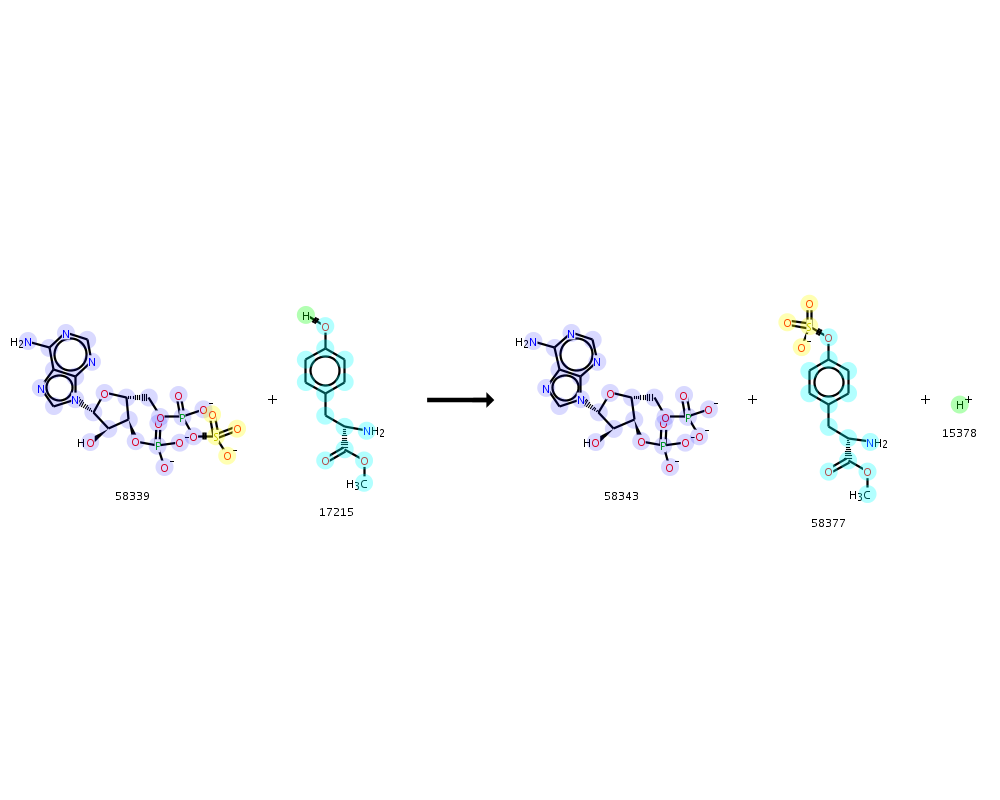 H₂N N N N N O HO O P O O⁻ O O P O O⁻ O⁻ S O O O⁻
58339
+
H O NH₂ O O H₃C
17215
H₂N N N N N O HO O P O O⁻ O⁻ O P O O⁻ O⁻
58343
+
O O S O⁻ O NH₂ O O H₃C
58377
+
H⁺
15378